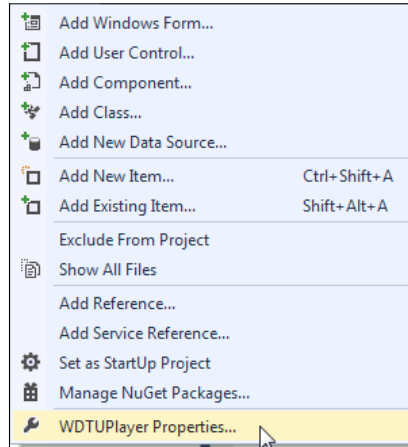 Add Windows Form...
Add User Control...
Add Component...
Add Class...
Add New Data Source...
Add New Item... Ctrl+Shift+A
Add Existing Item... Shift+Alt+A
Exclude From Project
Show All Files
Add Reference...
Add Service Reference...
Set as StartUp Project
Manage NuGet Packages...
WDTUPlayer Properties...